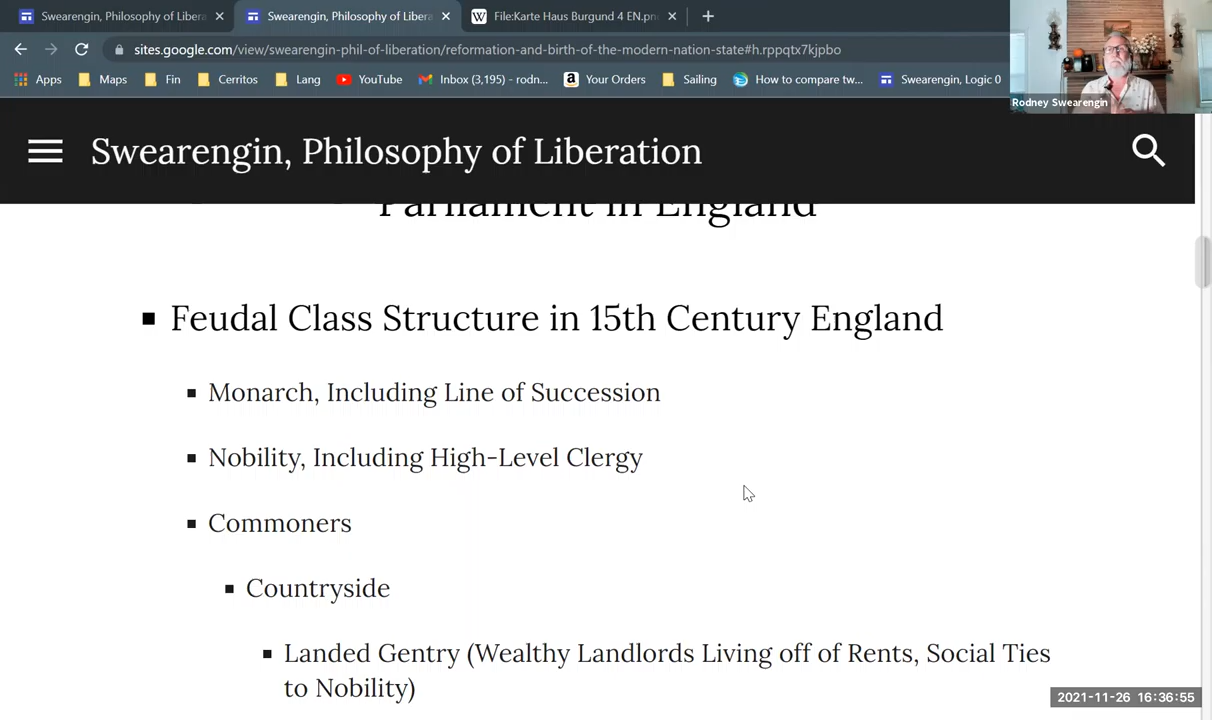 Swearengin, Philosophy of Libera
Swearengin, Philosophy of Libera
File:Karte Haus Burgund 4 EN.pn
sites.google.com/view/swearengin-phil-of-liberation/reformation-and-birth-of-the-modern-nation-state#h.rppqtx7kjpbo
Apps
Maps
Fin
Cerritos
Lang
YouTube
Inbox (3,195) - rodn...
Your Orders
Sailing
How to compare tw...
Swearengin, Logic 0
Rodney Swearengin
Swearengin, Philosophy of Liberation
Parliament in England
Feudal Class Structure in 15th Century England
Monarch, Including Line of Succession
Nobility, Including High-Level Clergy
Commoners
Countryside
Landed Gentry (Wealthy Landlords Living off of Rents, Social Ties
to Nobility)
2021-11-26 16:36:55